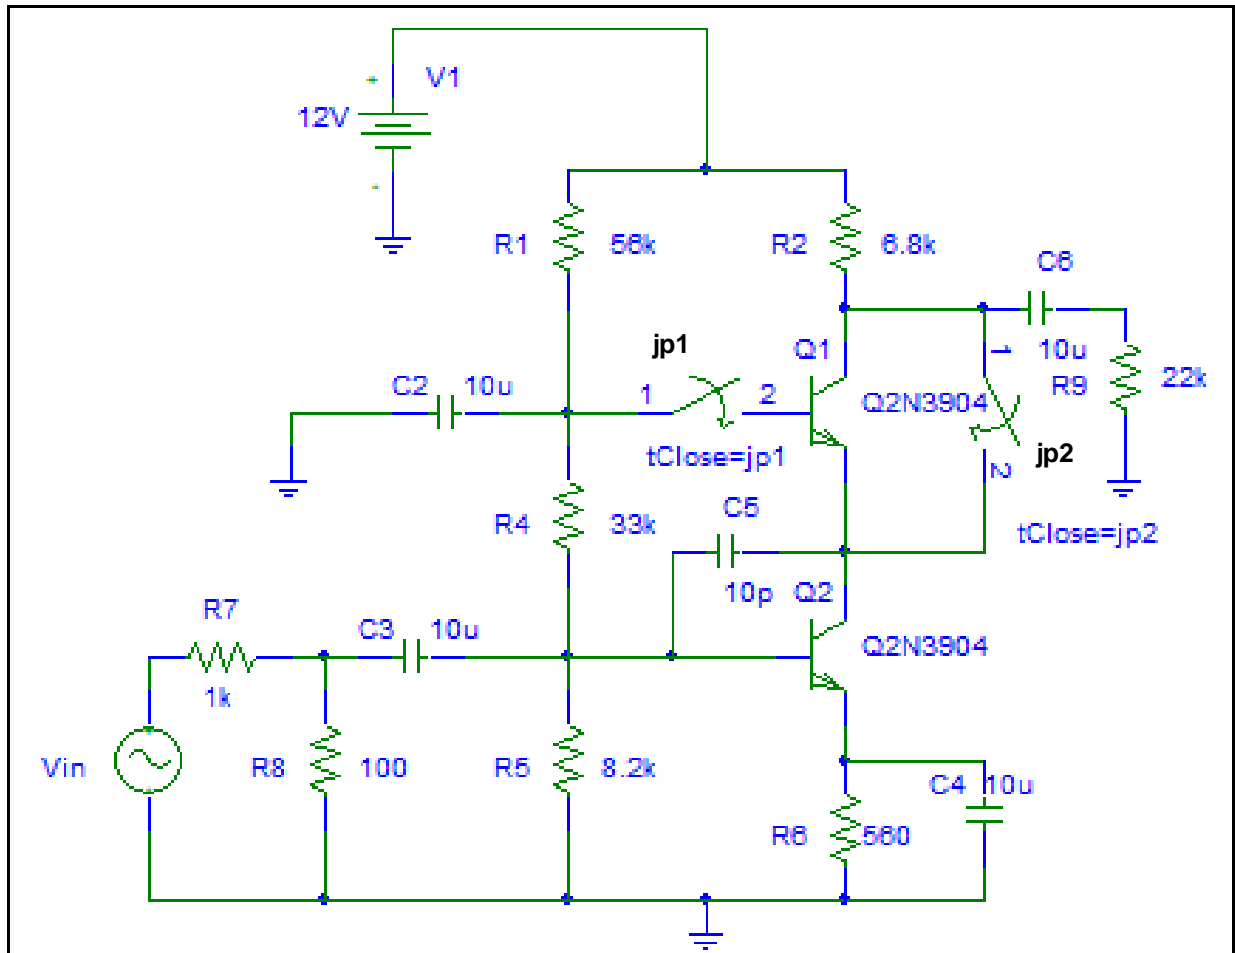 + V1
12V
-
R1 56k R2 6.8k
C6
jp1 Q1 1 10u
C2 10u 1 2 Q2N3904 R9 22k
tClose=jp1 jp2
2
R4 33k C5 tClose=jp2
10p Q2
R7
C3 10u Q2N3904
1k
Vin R8 100 R5 8.2k C4 10u
R6 560